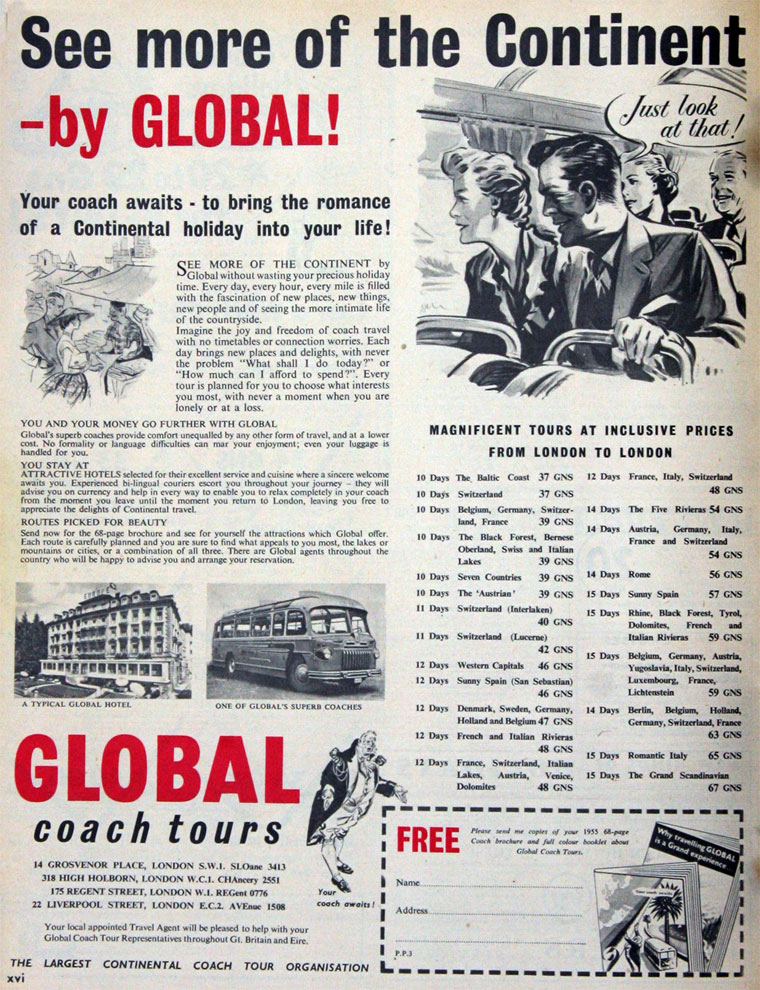 See more of the Continent
-by GLOBAL!
Just look
at that!
Your coach awaits - to bring the romance
of a Continental holiday into your life!
SEE MORE OF THE CONTINENT by
Global without wasting your precious holiday
time. Every day, every hour, every mile is filled
with the fascination of new places, new things,
new people and of seeing the more intimate life
of the countryside.
Imagine the joy and freedom of coach travel
with no timetables or connection worries. Each
day brings new places and delights, with never
the problem "What shall I do today?" or
"How much can I afford to spend?". Every
tour is planned for you to choose what interests
you most, with never a moment when you are
lonely or at a loss.
YOU AND YOUR MONEY GO FURTHER WITH GLOBAL
Global's superb coaches provide comfort unequalled by any other form of travel, and at a lower
cost. No formality or language difficulties can mar your enjoyment; even your luggage is
handled for you.
YOU STAY AT
ATTRACTIVE HOTELS selected for their excellent service and cuisine where a sincere welcome
awaits you. Experienced bi-lingual couriers escort you throughout your journey – they will
advise you on currency and help in every way to enable you to relax completely in your coach
from the moment you leave until the moment you return to London, leaving you free to
appreciate the delights of Continental travel.
ROUTES PICKED FOR BEAUTY
Send now for the 68-page brochure and see for yourself the attractions which Global offer.
Each route is carefully planned and you are sure to find what appeals to you most, the lakes or
mountains or cities, or a combination of all three. There are Global agents throughout the
country who will be happy to advise you and arrange your reservation.
A TYPICAL GLOBAL HOTEL
ONE OF GLOBAL'S SUPERB COACHES
MAGNIFICENT TOURS AT INCLUSIVE PRICES
FROM LONDON TO LONDON
10 Days The Baltic Coast 37 GNS
10 Days Switzerland 37 GNS
10 Days Belgium, Germany, Switzer-
land, France 39 GNS
10 Days The Black Forest, Bernese
Oberland, Swiss and Italian
Lakes 39 GNS
10 Days Seven Countries 39 GNS
10 Days The 'Austrian' 39 GNS
11 Days Switzerland (Interlaken)
40 GNS
11 Days Switzerland (Lucerne)
42 GNS
12 Days Western Capitals 46 GNS
12 Days Sunny Spain (San Sebastian)
46 GNS
12 Days Denmark, Sweden, Germany,
Holland and Belgium 47 GNS
12 Days French and Italian Rivieras
48 GNS
12 Days France, Switzerland, Italian
Lakes, Austria, Venice,
Dolomites 48 GNS
12 Days France, Italy, Switzerland
48 GNS
14 Days The Five Rivieras 54 GNS
14 Days Austria, Germany, Italy,
France and Switzerland
54 GNS
14 Days Rome 56 GNS
15 Days Sunny Spain 57 GNS
15 Days Rhine, Black Forest, Tyrol,
Dolomites, French and
Italian Rivieras 59 GNS
15 Days Belgium, Germany, Austria,
Yugoslavia, Italy, Switzerland,
Luxembourg, France,
Lichtenstein 59 GNS
14 Days Berlin, Belgium, Holland,
Germany, Switzerland, France
63 GNS
15 Days Romantic Italy 65 GNS
15 Days The Grand Scandinavian
67 GNS
GLOBAL
coach tours
14 GROSVENOR PLACE, LONDON S.W.1. SLOane 3413
318 HIGH HOLBORN, LONDON W.C.1. CHAncery 2551
175 REGENT STREET, LONDON W.1. REGent 0776
22 LIVERPOOL STREET, LONDON E.C.2. AVEnue 1508
Your
coach awaits!
Your local appointed Travel Agent will be pleased to help with your
Global Coach Tour Representatives throughout Gt. Britain and Eire.
THE LARGEST CONTINENTAL COACH TOUR ORGANISATION
xvi
FREE
Please send me copies of your 1955 68-page
Coach brochure and full colour booklet about
Global Coach Tours.
Name
Address
P.P.3
Why travelling GLOBAL
is a Grand experience